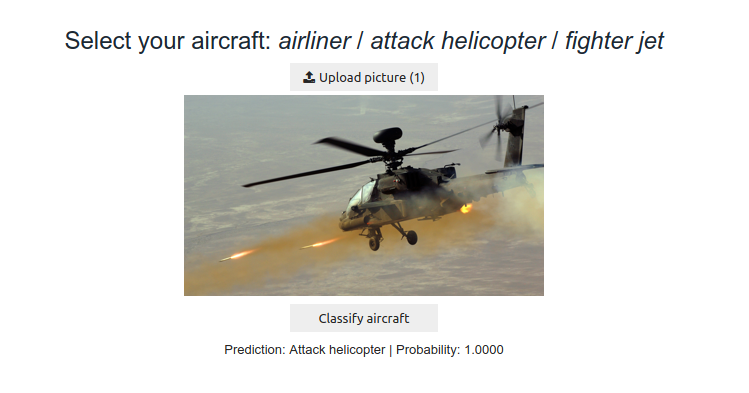 Select your aircraft: airliner / attack helicopter / fighter jet
Upload picture (1)
Classify aircraft
Prediction: Attack helicopter | Probability: 1.0000